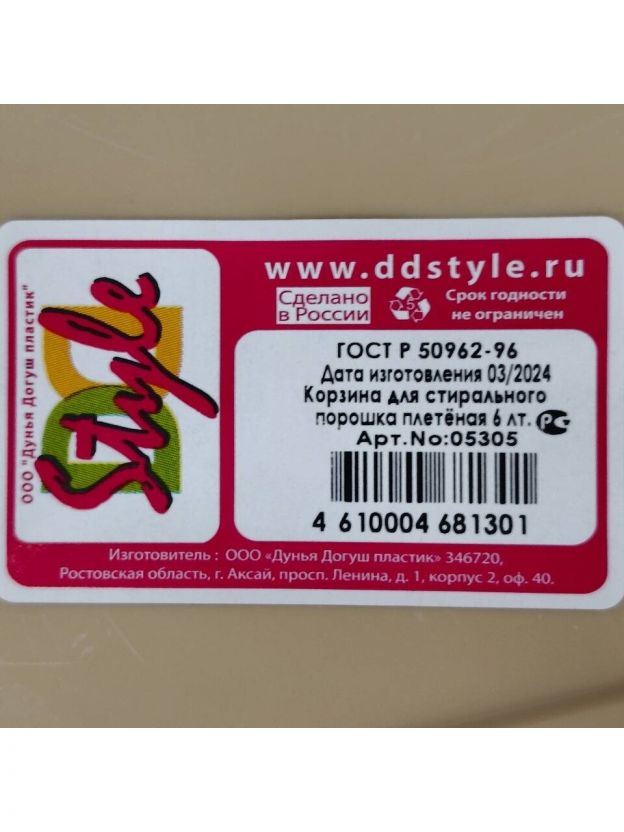 ООО "Дунья Догуш пластик"
Style
www.ddstyle.ru
Сделано
в России
5
Срок годности
не ограничен
ГОСТ Р 50962-96
Дата изготовления 03/2024
Корзина для стирального
порошка плетёная 6 лт.
Арт.No:05305
4 610004 681301
Изготовитель : ООО «Дунья Догуш пластик» 346720,
Ростовская область, г. Аксай, просп. Ленина, д. 1, корпус 2, оф. 40.